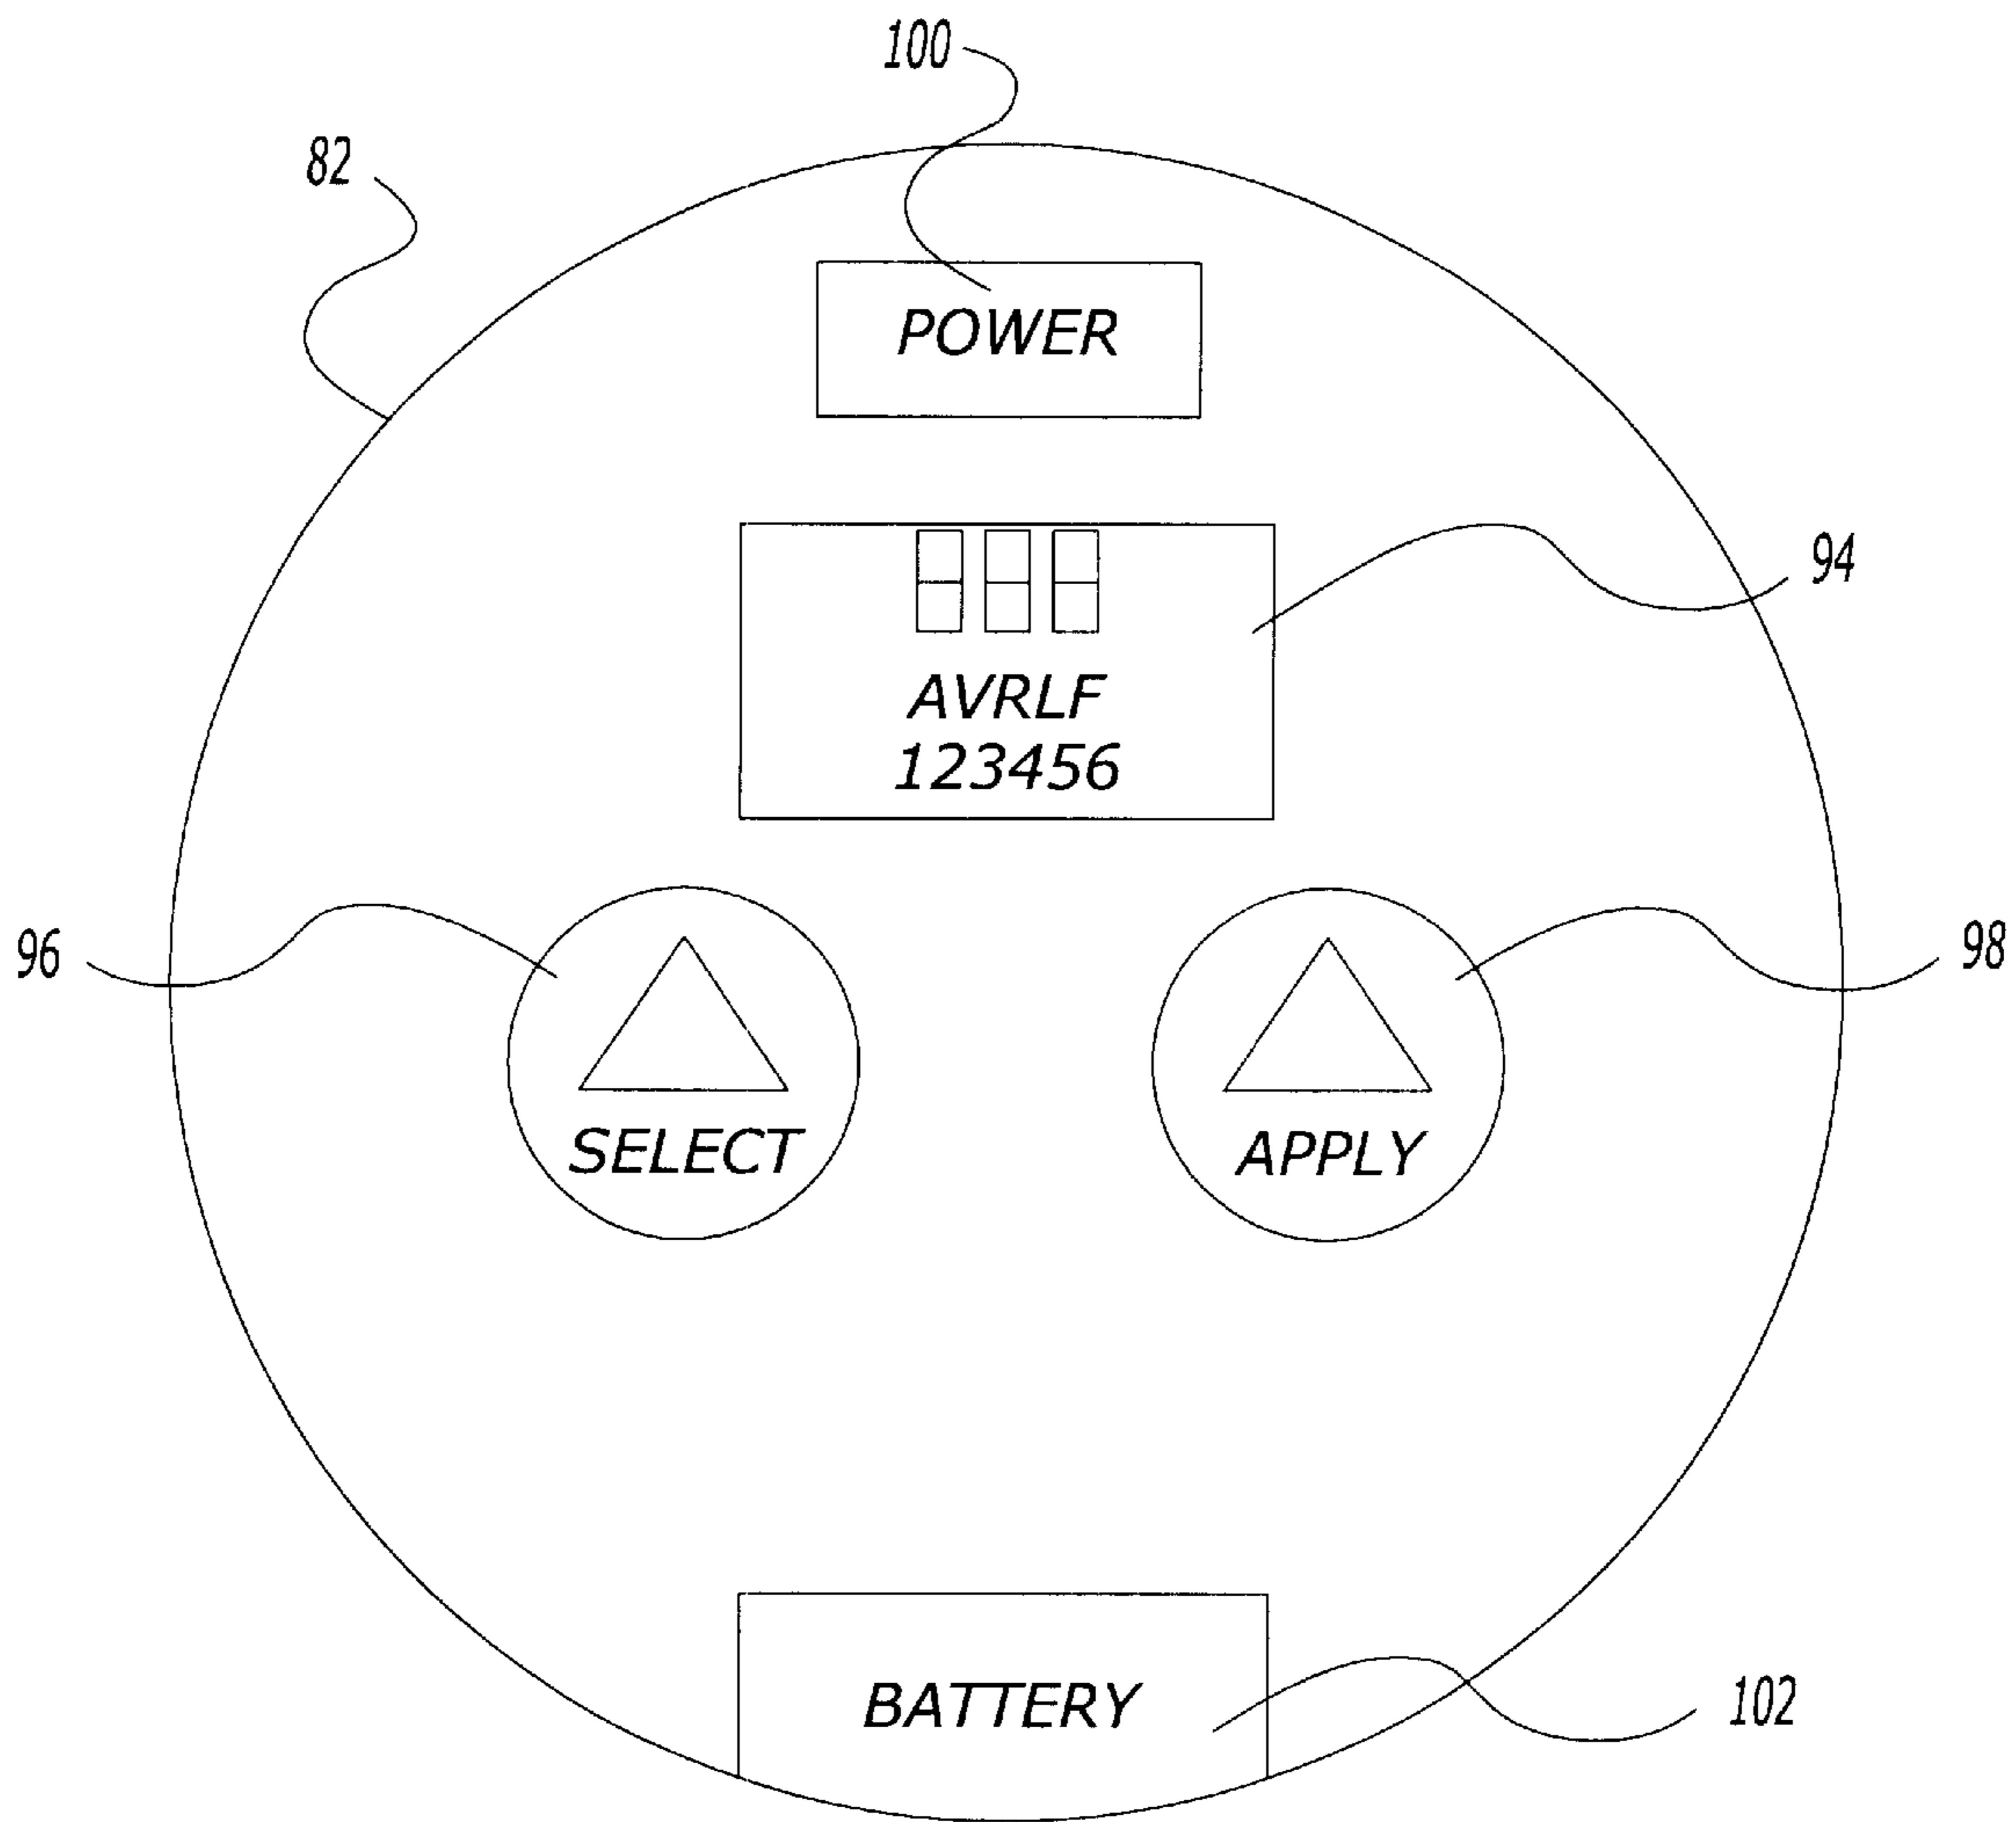 100
82
POWER
94
AVRLF
123456
96
98
SELECT
APPLY
BATTERY
102